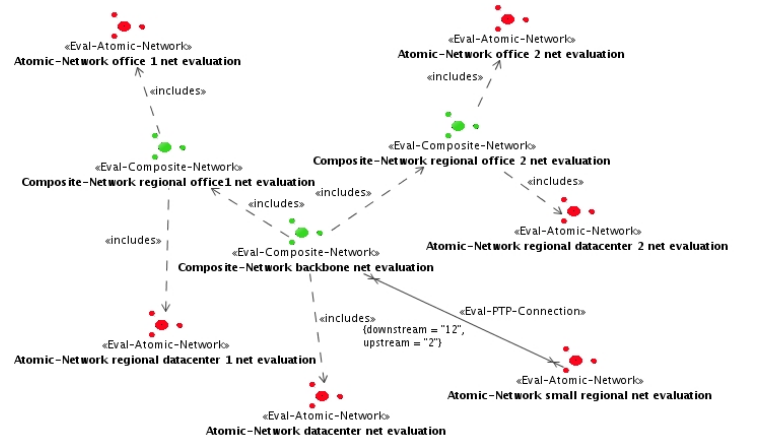 «Eval-Atomic-Network»
Atomic-Network office 1 net evaluation
«Eval-Atomic-Network»
Atomic-Network office 2 net evaluation
«includes»
«includes»
«Eval-Composite-Network»
Composite-Network regional office1 net evaluation
«Eval-Composite-Network»
Composite-Network regional office 2 net evaluation
«includes»
«includes»
«includes»
«Eval-Atomic-Network»
Atomic-Network regional datacenter 2 net evaluation
«includes»
«Eval-Composite-Network»
Composite-Network backbone net evaluation
«includes»
«Eval-PTP-Connection»
{downstream = "12",
upstream = "2"}
«Eval-Atomic-Network»
Atomic-Network regional datacenter 1 net evaluation
«Eval-Atomic-Network»
Atomic-Network small regional net evaluation
«Eval-Atomic-Network»
Atomic-Network datacenter net evaluation